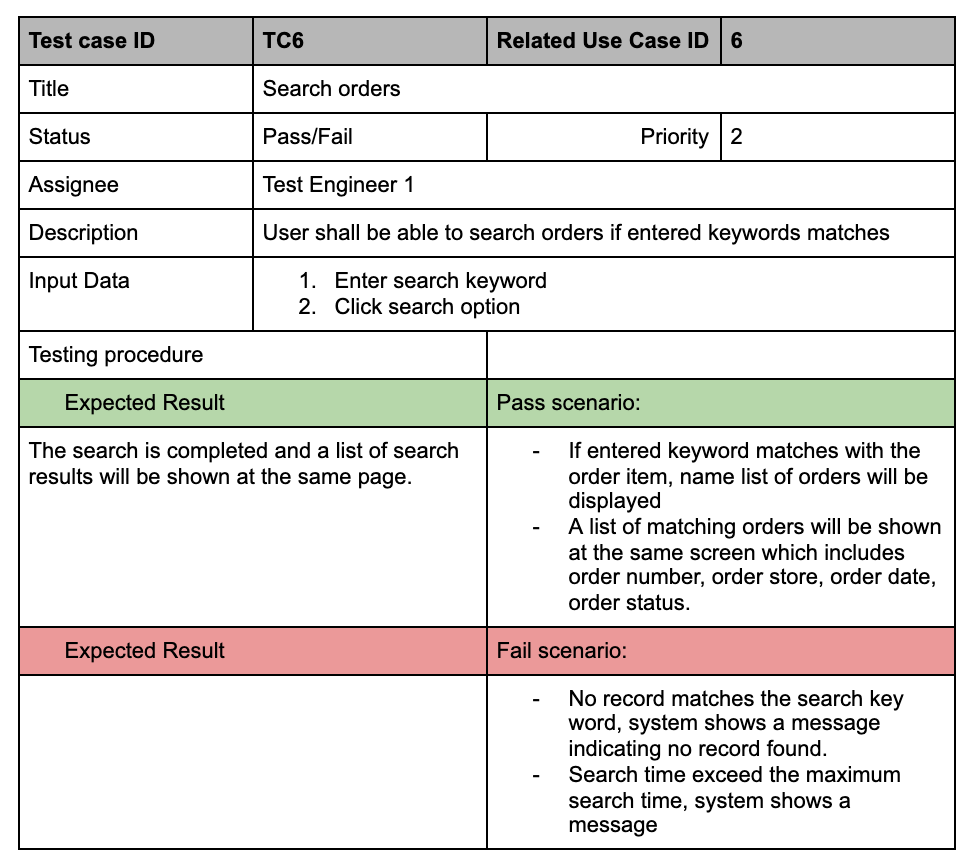 Test case ID TC6 Related Use Case ID 6
Title Search orders
Status Pass/Fail Priority 2
Assignee Test Engineer 1
Description User shall be able to search orders if entered keywords matches
Input Data 1. Enter search keyword
2. Click search option
Testing procedure
Expected Result Pass scenario:
The search is completed and a list of search
results will be shown at the same page.
- If entered keyword matches with the
order item, name list of orders will be
displayed
- A list of matching orders will be shown
at the same screen which includes
order number, order store, order date,
order status.
Expected Result Fail scenario:
- No record matches the search key
word, system shows a message
indicating no record found.
- Search time exceed the maximum
search time, system shows a
message